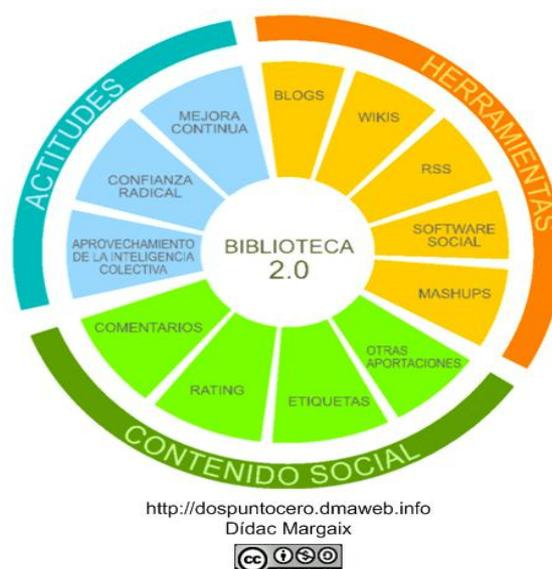 ACTITUDES
MEJORA
CONTINUA
CONFIANZA
RADICAL
APROVECHAMIENTO
DE LA INTELIGENCIA
COLECTIVA
HERRAMIENTAS
BLOGS
WIKIS
RSS
SOFTWARE
SOCIAL
MASHUPS
BIBLIOTECA
2.0
COMENTARIOS
RATING
ETIQUETAS
OTRAS
APORTACIONES
CONTENIDO SOCIAL
http://dospuntocero.dmaweb.info
Dídac Margaix
cc